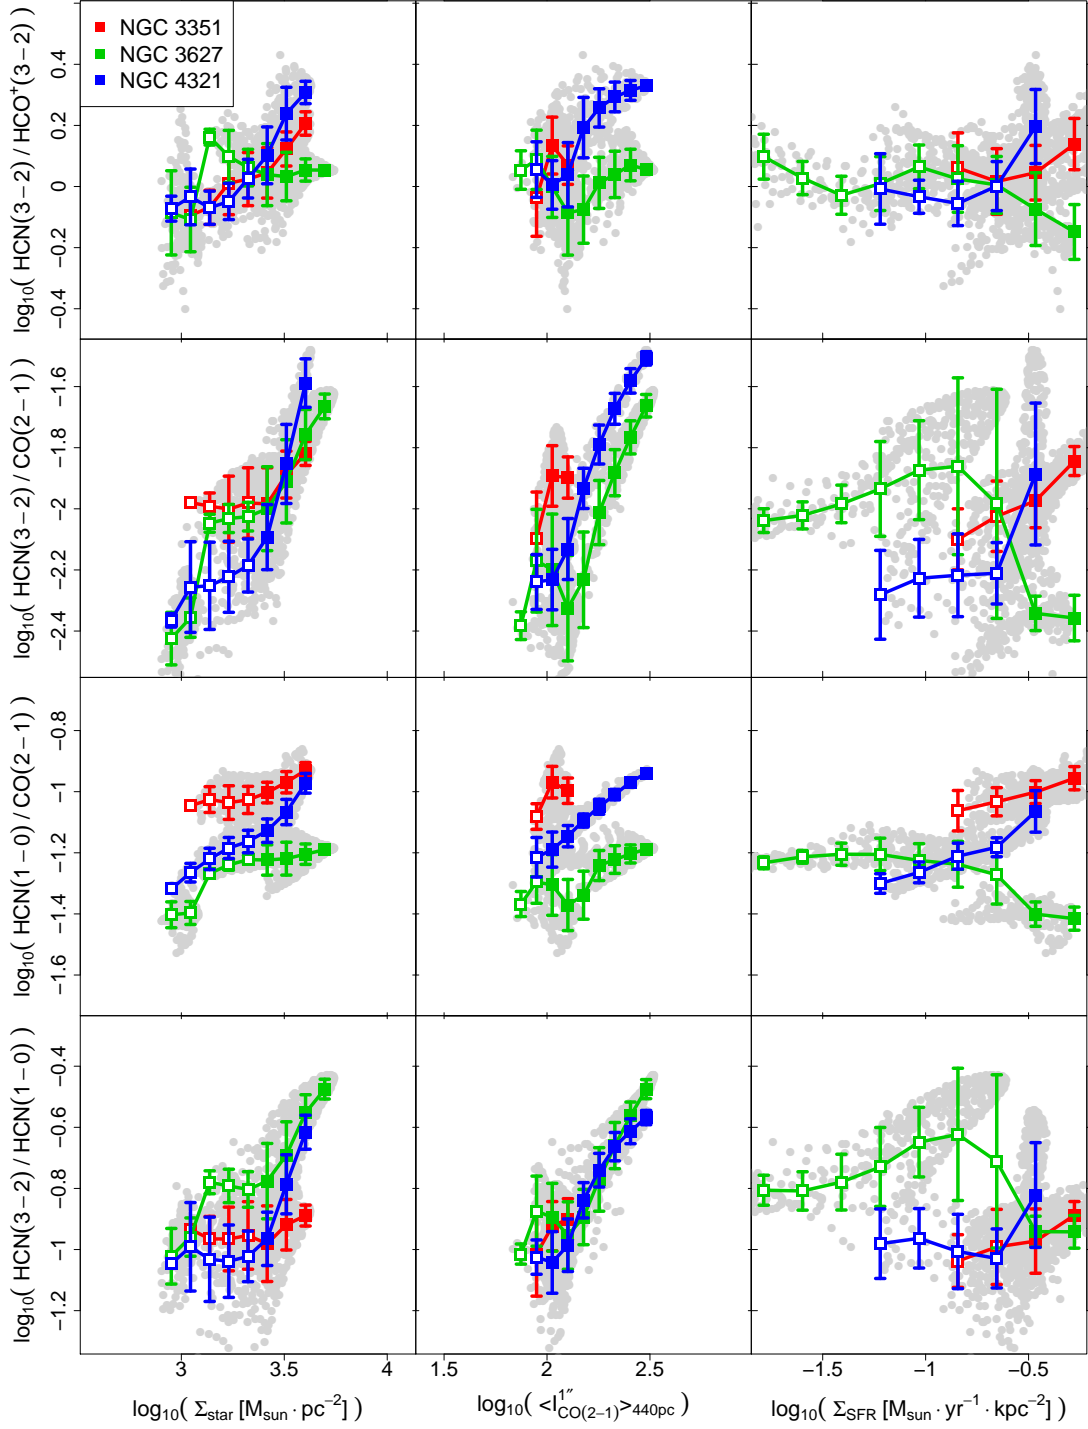 NGC 3351
NGC 3627
NGC 4321
log₁₀( HCN(3−2) / HCO⁺(3−2) )
0.4
0.2
0
−0.2
−0.4
log₁₀( HCN(3−2) / CO(2−1) )
−1.6
−1.8
−2
−2.2
−2.4
log₁₀( HCN(1−0) / CO(2−1) )
−0.8
−1
−1.2
−1.4
−1.6
log₁₀( HCN(3−2) / HCN(1−0) )
−0.4
−0.6
−0.8
−1
−1.2
3 3.5 4
1.5 2 2.5
−1.5 −1 −0.5
log₁₀( Σstar [Msun · pc⁻²] )
log₁₀( <I¹″CO(2−1)>440pc )
log₁₀( ΣSFR [Msun · yr⁻¹ · kpc⁻²] )